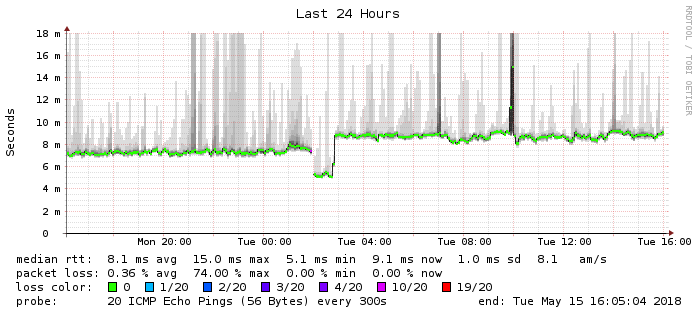 Last 24 Hours
RRDTOOL / TOBI OETIKER
Seconds
18 m
16 m
14 m
12 m
10 m
8 m
6 m
4 m
2 m
0
Mon 20:00 Tue 00:00 Tue 04:00 Tue 08:00 Tue 12:00 Tue 16:00
median rtt: 8.1 ms avg 15.0 ms max 5.1 ms min 9.1 ms now 1.0 ms sd 8.1 am/s
packet loss: 0.36 % avg 74.00 % max 0.00 % min 0.00 % now
loss color: 0 1/20 2/20 3/20 4/20 10/20 19/20
probe: 20 ICMP Echo Pings (56 Bytes) every 300s end: Tue May 15 16:05:04 2018